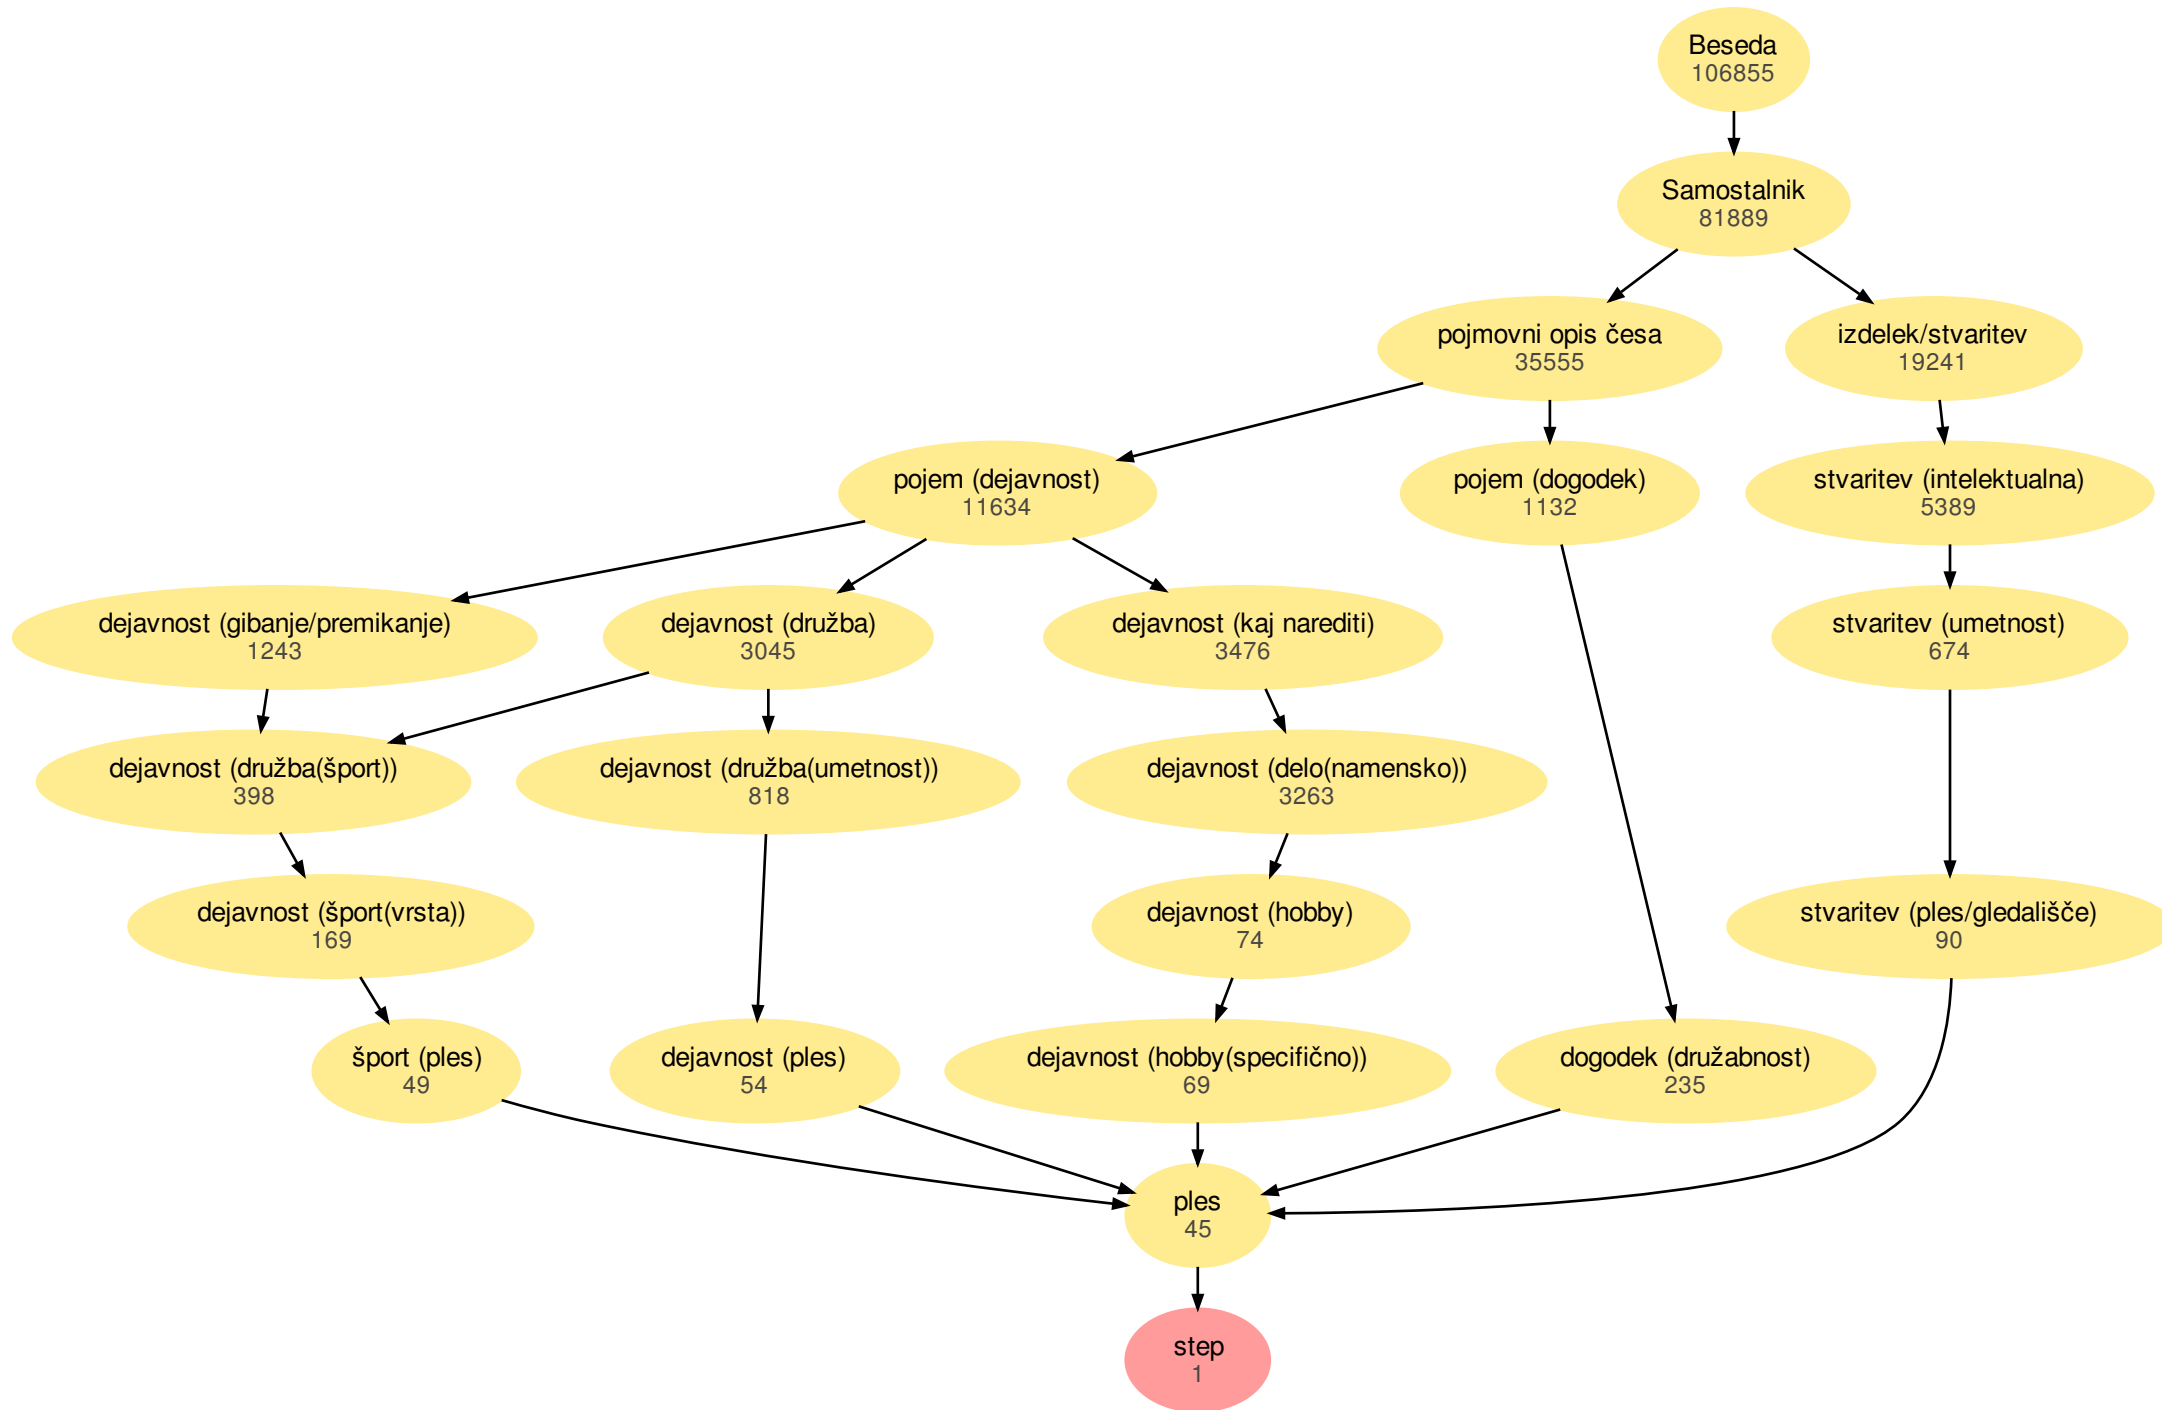 Beseda
106855
Samostalnik
81889
pojmovni opis česa
35555
izdelek/stvaritev
19241
pojem (dejavnost)
11634
pojem (dogodek)
1132
stvaritev (intelektualna)
5389
dejavnost (gibanje/premikanje)
1243
dejavnost (družba)
3045
dejavnost (kaj narediti)
3476
stvaritev (umetnost)
674
dejavnost (družba(šport))
398
dejavnost (družba(umetnost))
818
dejavnost (delo(namensko))
3263
dejavnost (šport(vrsta))
169
dejavnost (hobby)
74
stvaritev (ples/gledališče)
90
šport (ples)
49
dejavnost (ples)
54
dejavnost (hobby(specifično))
69
dogodek (družabnost)
235
ples
45
step
1